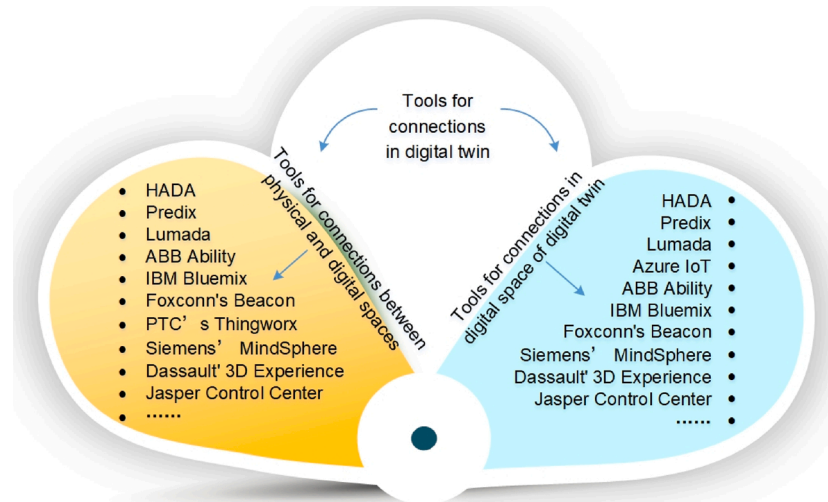 Tools for
connections
in digital twin
Tools for connections between
physical and digital spaces
• HADA
• Predix
• Lumada
• ABB Ability
• IBM Bluemix
• Foxconn's Beacon
• PTC’s Thingworx
• Siemens’ MindSphere
• Dassault' 3D Experience
• Jasper Control Center
• ······
Tools for connections in
digital space of digital twin
HADA •
Predix •
Lumada •
Azure IoT •
ABB Ability •
IBM Bluemix •
Foxconn's Beacon •
Siemens’ MindSphere •
Dassault' 3D Experience •
Jasper Control Center •
······ •